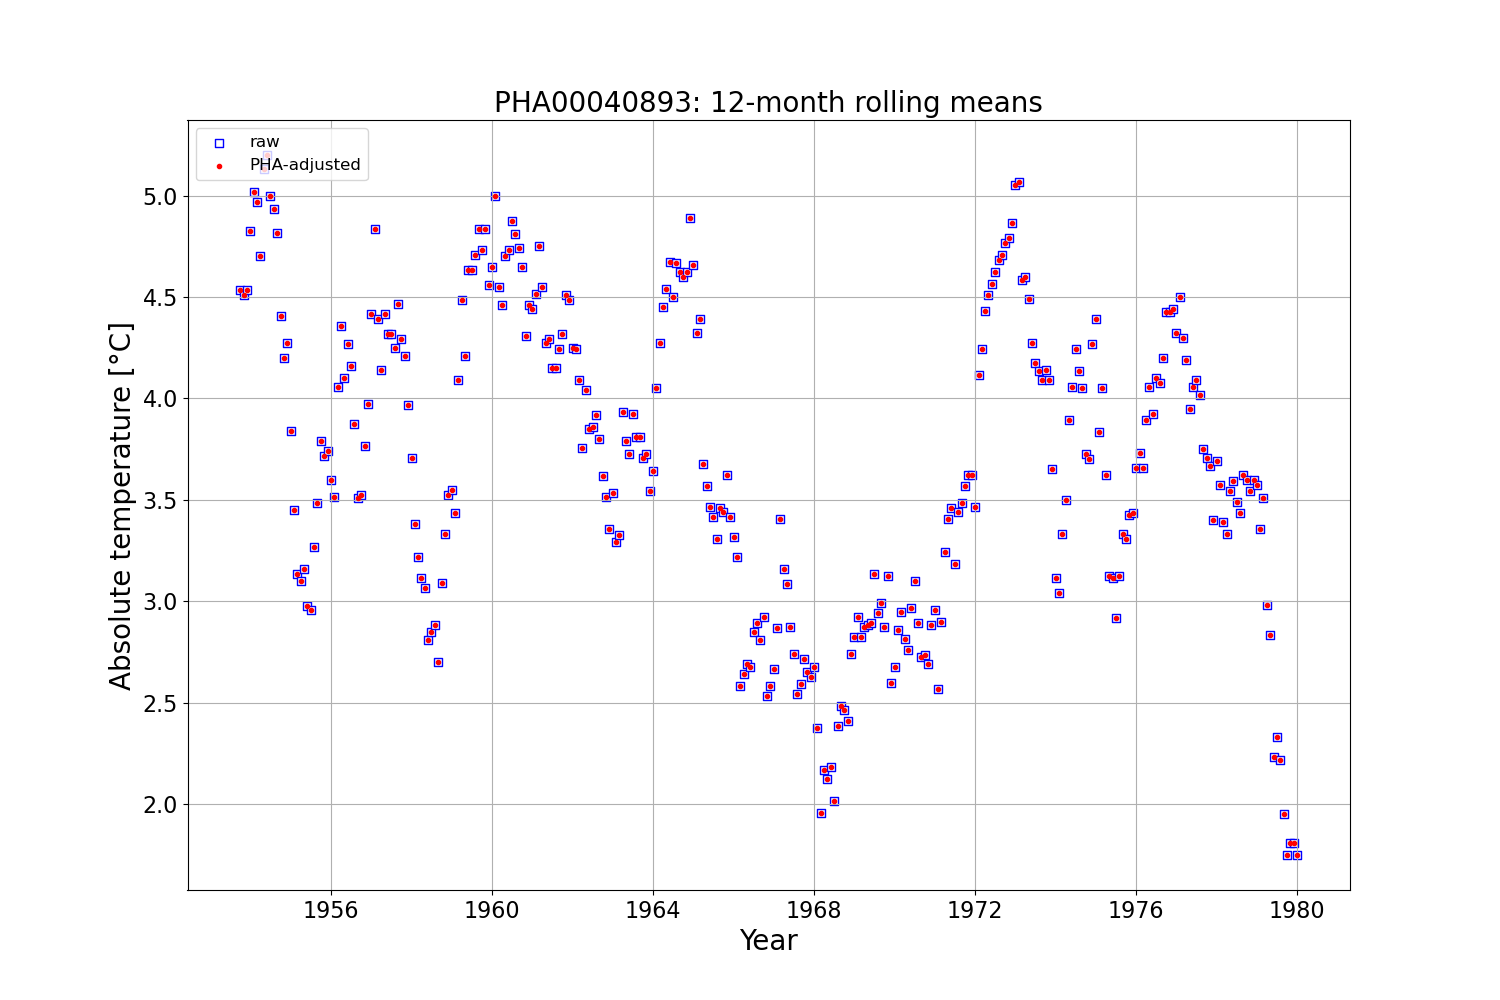 PHA00040893: 12-month rolling means
raw
PHA-adjusted
Absolute temperature [°C]
5.0
4.5
4.0
3.5
3.0
2.5
2.0
1956 1960 1964 1968 1972 1976 1980
Year